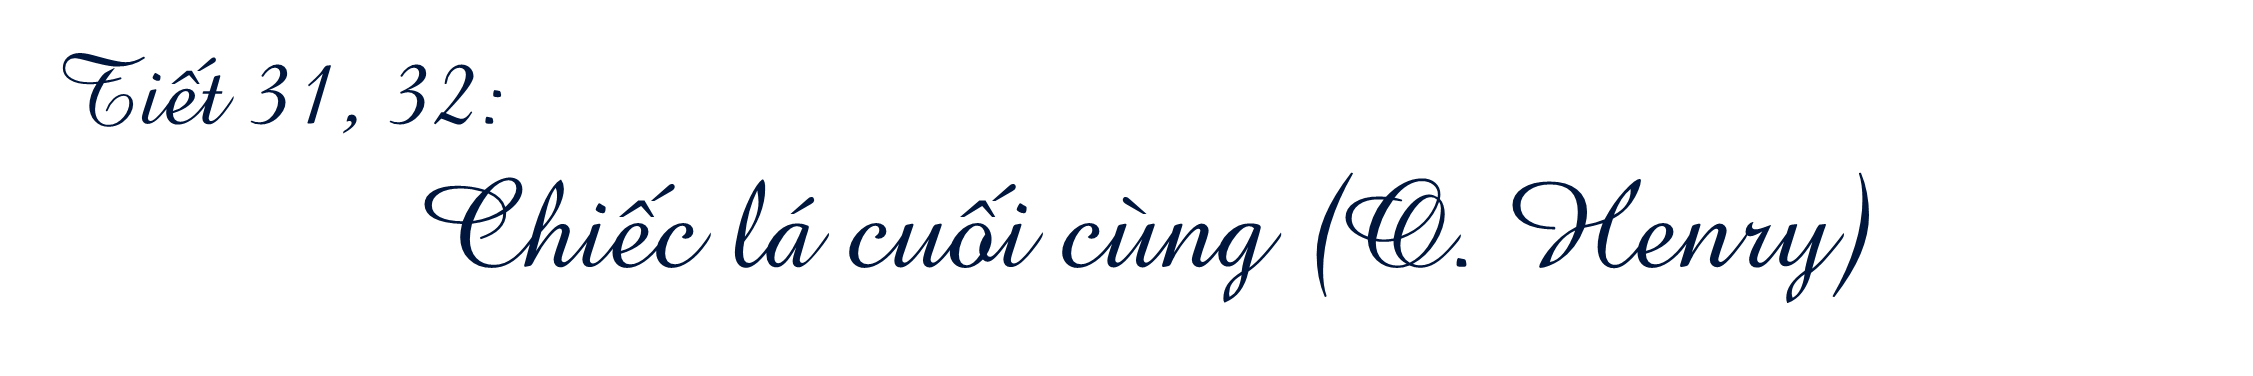 Tiết 31, 32:
Chiếc lá cuối cùng (O. Henry)